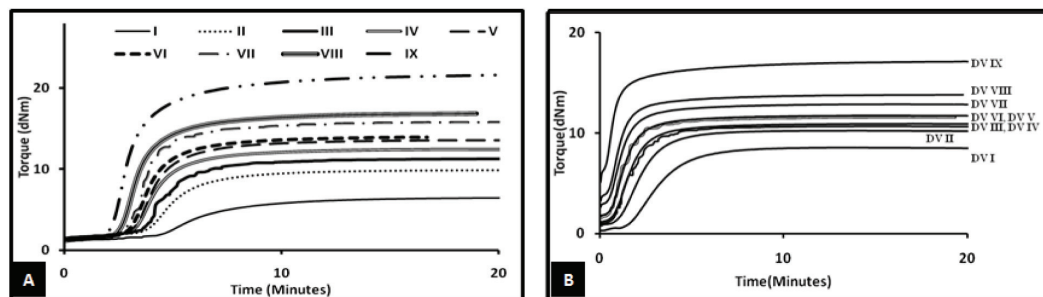 I II III IV V
VI VII VIII IX
20
10
0
Torque (dNm)
0 10 20
Time (Minutes)
A
20
10
0
Torque(dNm)
DV IX
DV VIII
DV VII
DV VI, DV V
DV III, DV IV
DV II
DV I
0 10 20
Time(Minutes)
B